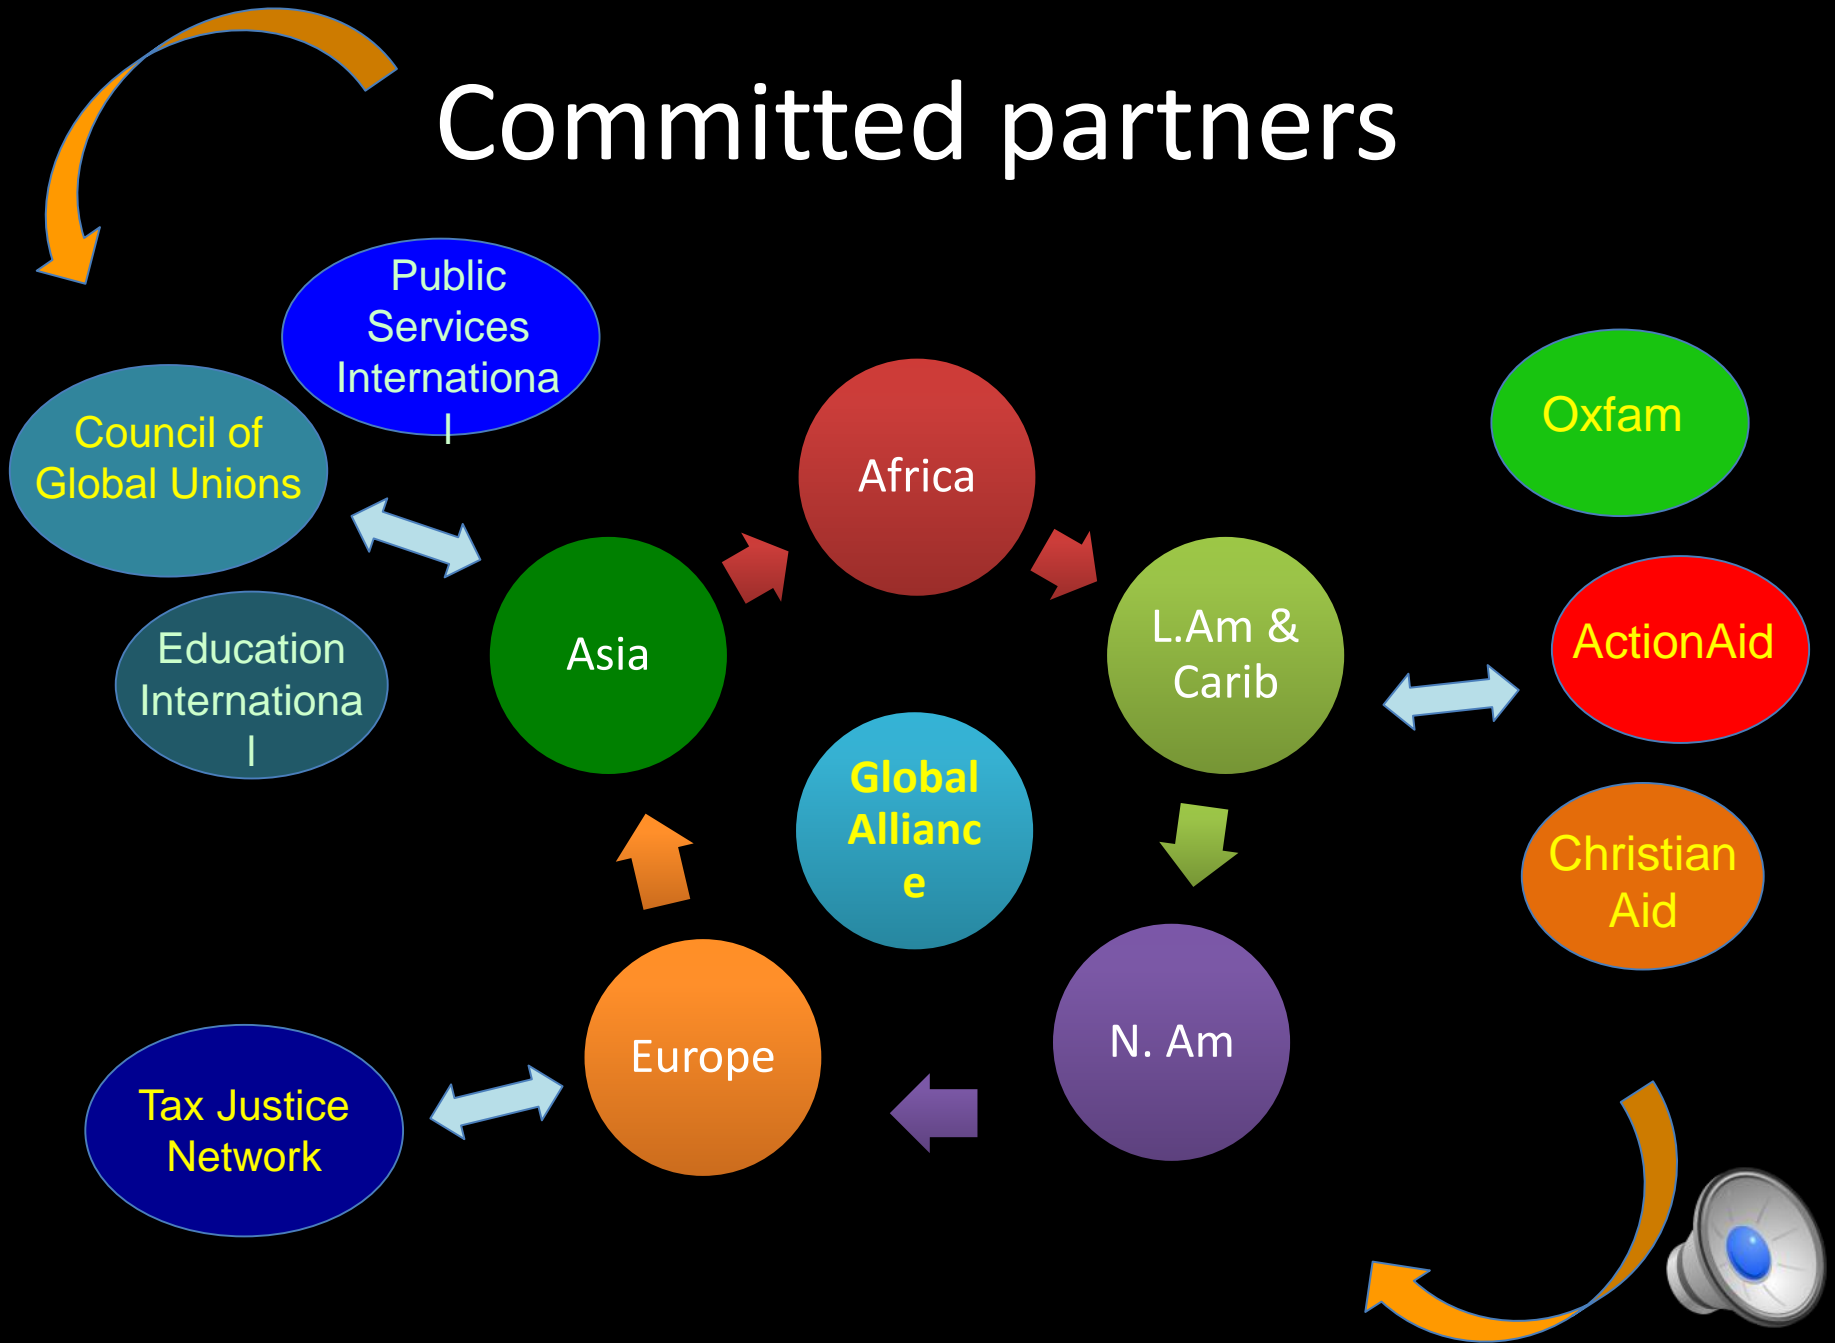 Committed partners
Public
Services
Internationa
l
Council of
Global Unions
Education
Internationa
l
Africa
Asia
L.Am &
Carib
Global
Allianc
e
Europe
N. Am
Oxfam
ActionAid
Christian
Aid
Tax Justice
Network